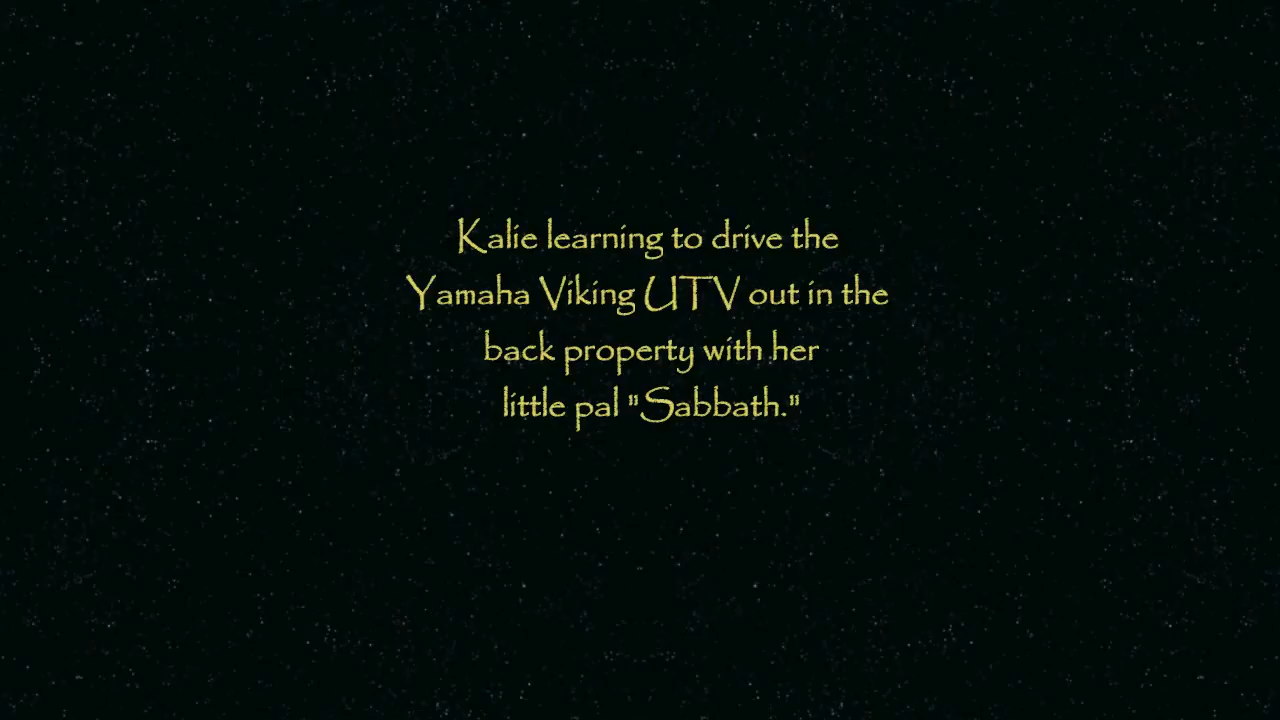 Kalie learning to drive the
Yamaha Viking UTV out in the
back property with her
little pal "Sabbath."